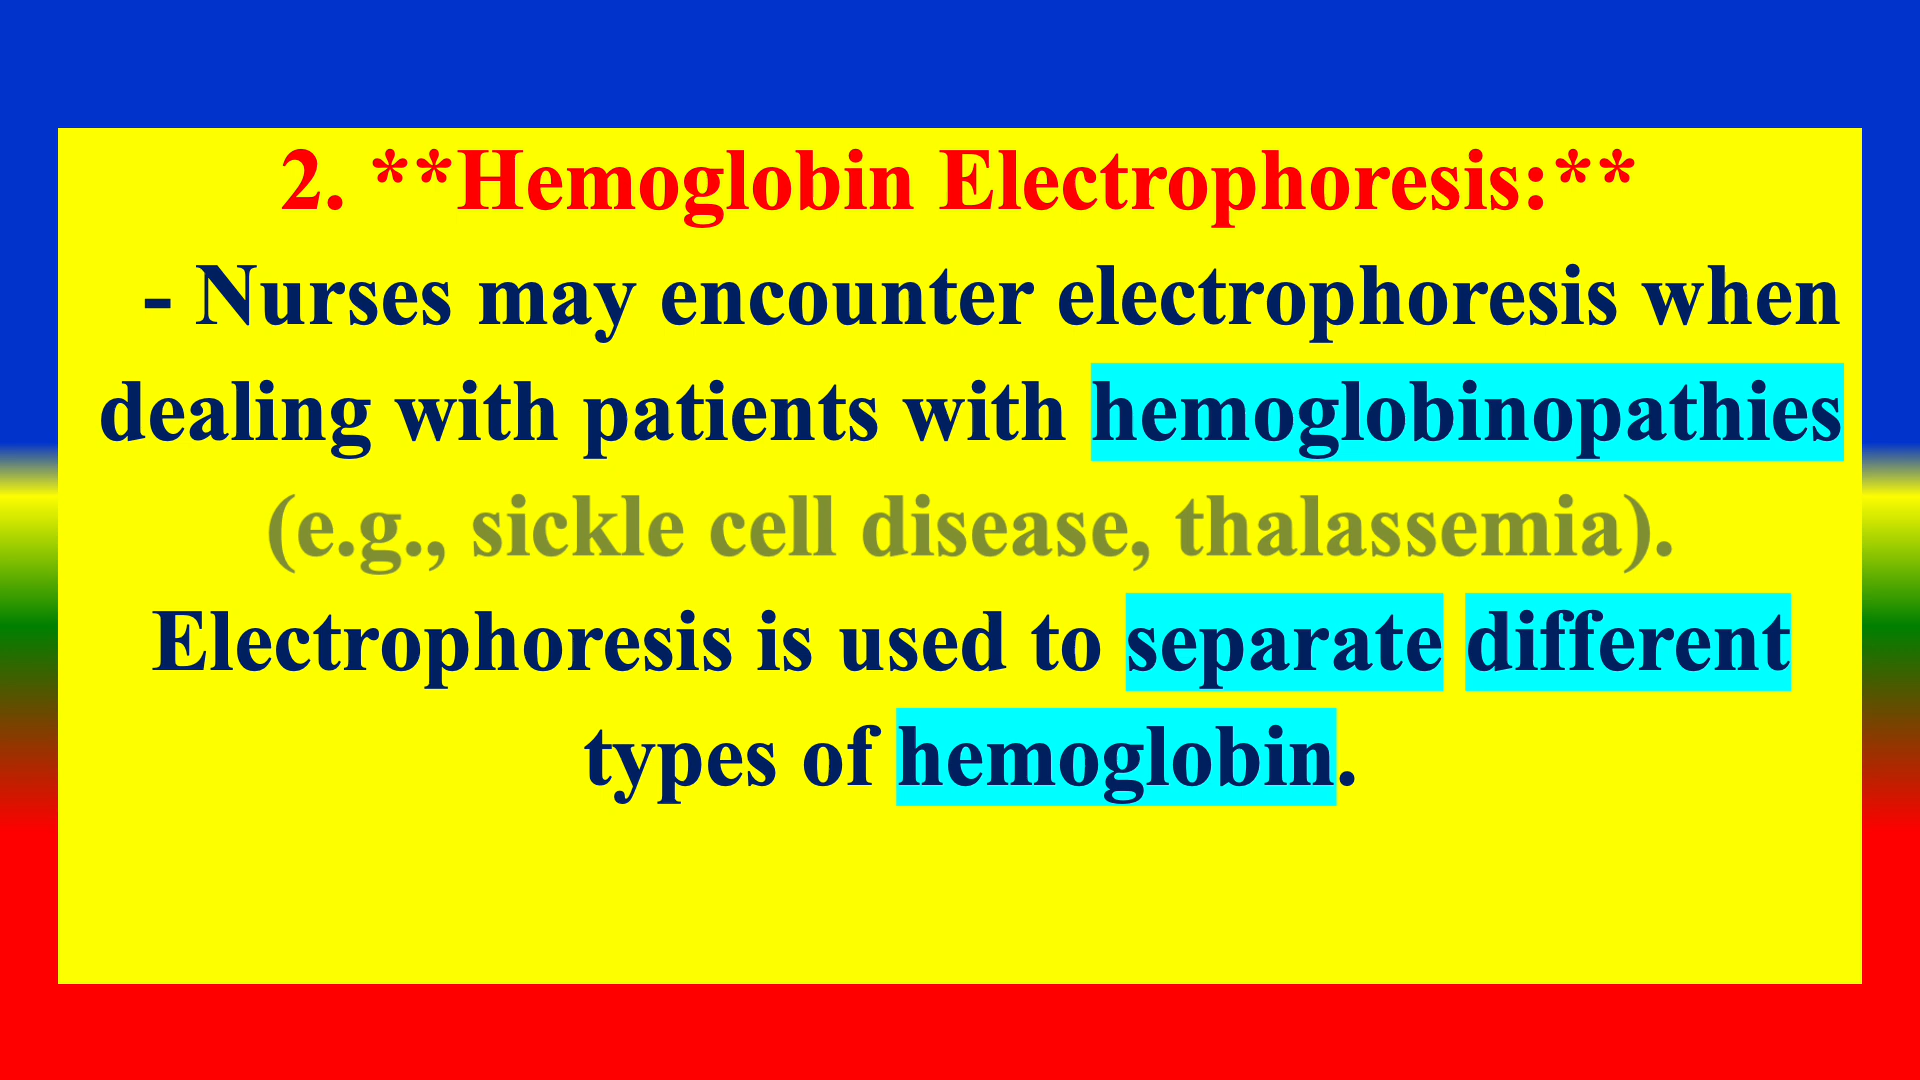 2. **Hemoglobin Electrophoresis:**
- Nurses may encounter electrophoresis when
dealing with patients with hemoglobinopathies
(e.g., sickle cell disease, thalassemia).
Electrophoresis is used to separate different
types of hemoglobin.